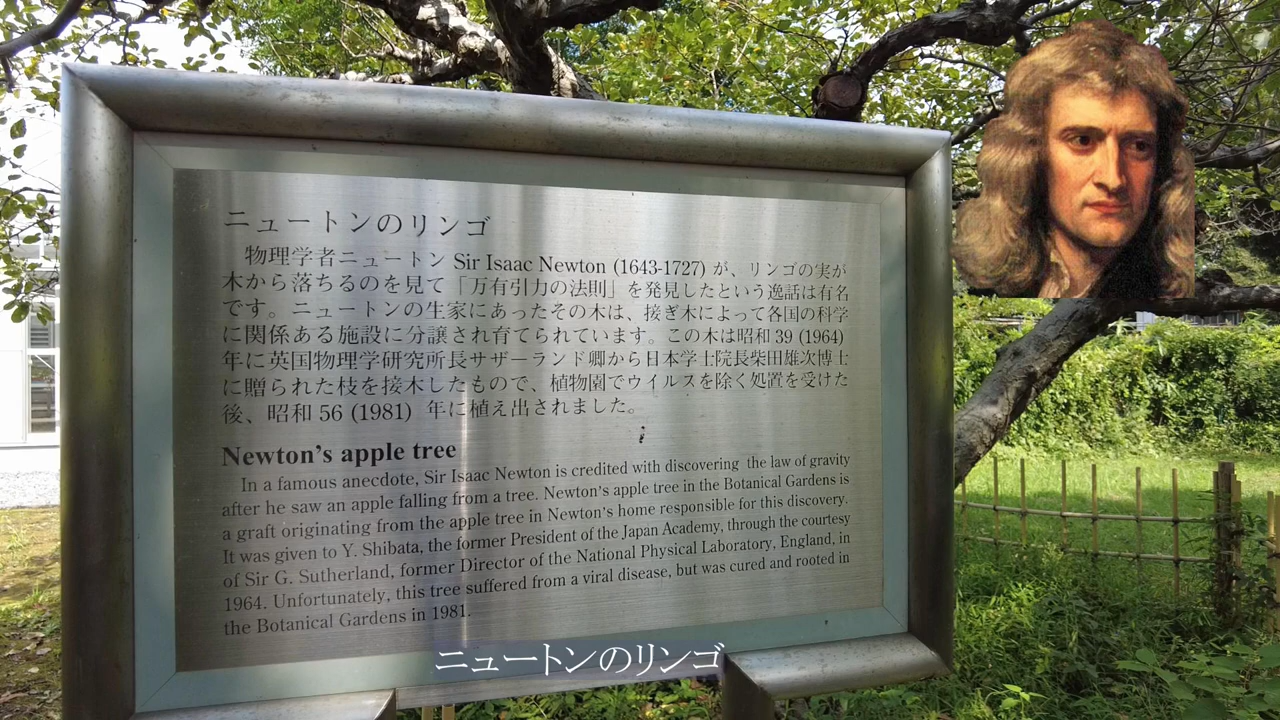 ニュートンのリンゴ
物理学者ニュートン Sir Isaac Newton (1643-1727) が、リンゴの実が
木から落ちるのを見て「万有引力の法則」を発見したという逸話は有名
です。ニュートンの生家にあったその木は、接ぎ木によって各国の科学
に関係ある施設に分譲され育てられています。この木は昭和 39 (1964)
年に英国物理学研究所長サザーランド卿から日本学士院長柴田雄次博士
に贈られた枝を接木したもので、植物園でウイルスを除く処置を受けた
後、昭和 56 (1981) 年に植え出されました。
Newton's apple tree
In a famous anecdote, Sir Isaac Newton is credited with discovering the law of gravity
after he saw an apple falling from a tree. Newton's apple tree in the Botanical Gardens is
a graft originating from the apple tree in Newton's home responsible for this discovery.
It was given to Y. Shibata, the former President of the Japan Academy, through the courtesy
of Sir G. Sutherland, former Director of the National Physical Laboratory, England, in
1964. Unfortunately, this tree suffered from a viral disease, but was cured and rooted in
the Botanical Gardens in 1981.
ニュートンのリンゴ